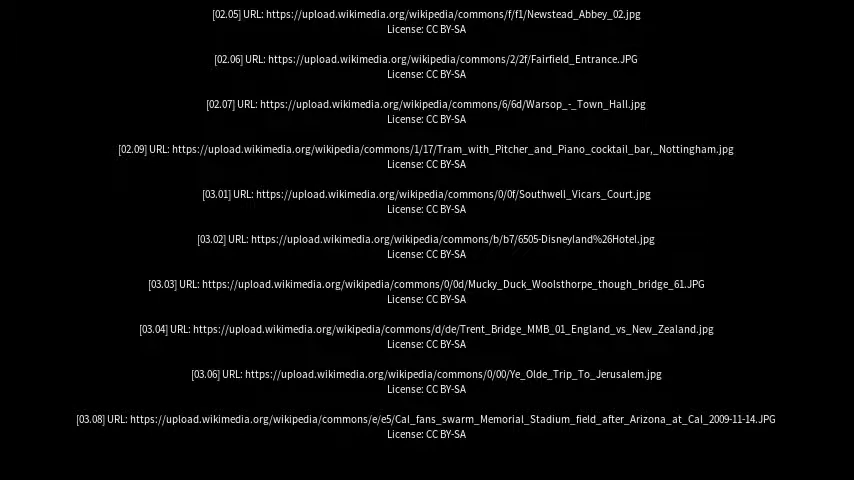 [02.05] URL: https://upload.wikimedia.org/wikipedia/commons/f/f1/Newstead_Abbey_02.jpg
License: CC BY-SA
[02.06] URL: https://upload.wikimedia.org/wikipedia/commons/2/2f/Fairfield_Entrance.JPG
License: CC BY-SA
[02.07] URL: https://upload.wikimedia.org/wikipedia/commons/6/6d/Warsop_-_Town_Hall.jpg
License: CC BY-SA
[02.09] URL: https://upload.wikimedia.org/wikipedia/commons/1/17/Tram_with_Pitcher_and_Piano_cocktail_bar,_Nottingham.jpg
License: CC BY-SA
[03.01] URL: https://upload.wikimedia.org/wikipedia/commons/0/0f/Southwell_Vicars_Court.jpg
License: CC BY-SA
[03.02] URL: https://upload.wikimedia.org/wikipedia/commons/b/b7/6505-Disneyland%26Hotel.jpg
License: CC BY-SA
[03.03] URL: https://upload.wikimedia.org/wikipedia/commons/0/0d/Mucky_Duck_Woolsthorpe_though_bridge_61.JPG
License: CC BY-SA
[03.04] URL: https://upload.wikimedia.org/wikipedia/commons/d/de/Trent_Bridge_MMB_01_England_vs_New_Zealand.jpg
License: CC BY-SA
[03.06] URL: https://upload.wikimedia.org/wikipedia/commons/0/00/Ye_Olde_Trip_To_Jerusalem.jpg
License: CC BY-SA
[03.08] URL: https://upload.wikimedia.org/wikipedia/commons/e/e5/Cal_fans_swarm_Memorial_Stadium_field_after_Arizona_at_Cal_2009-11-14.JPG
License: CC BY-SA